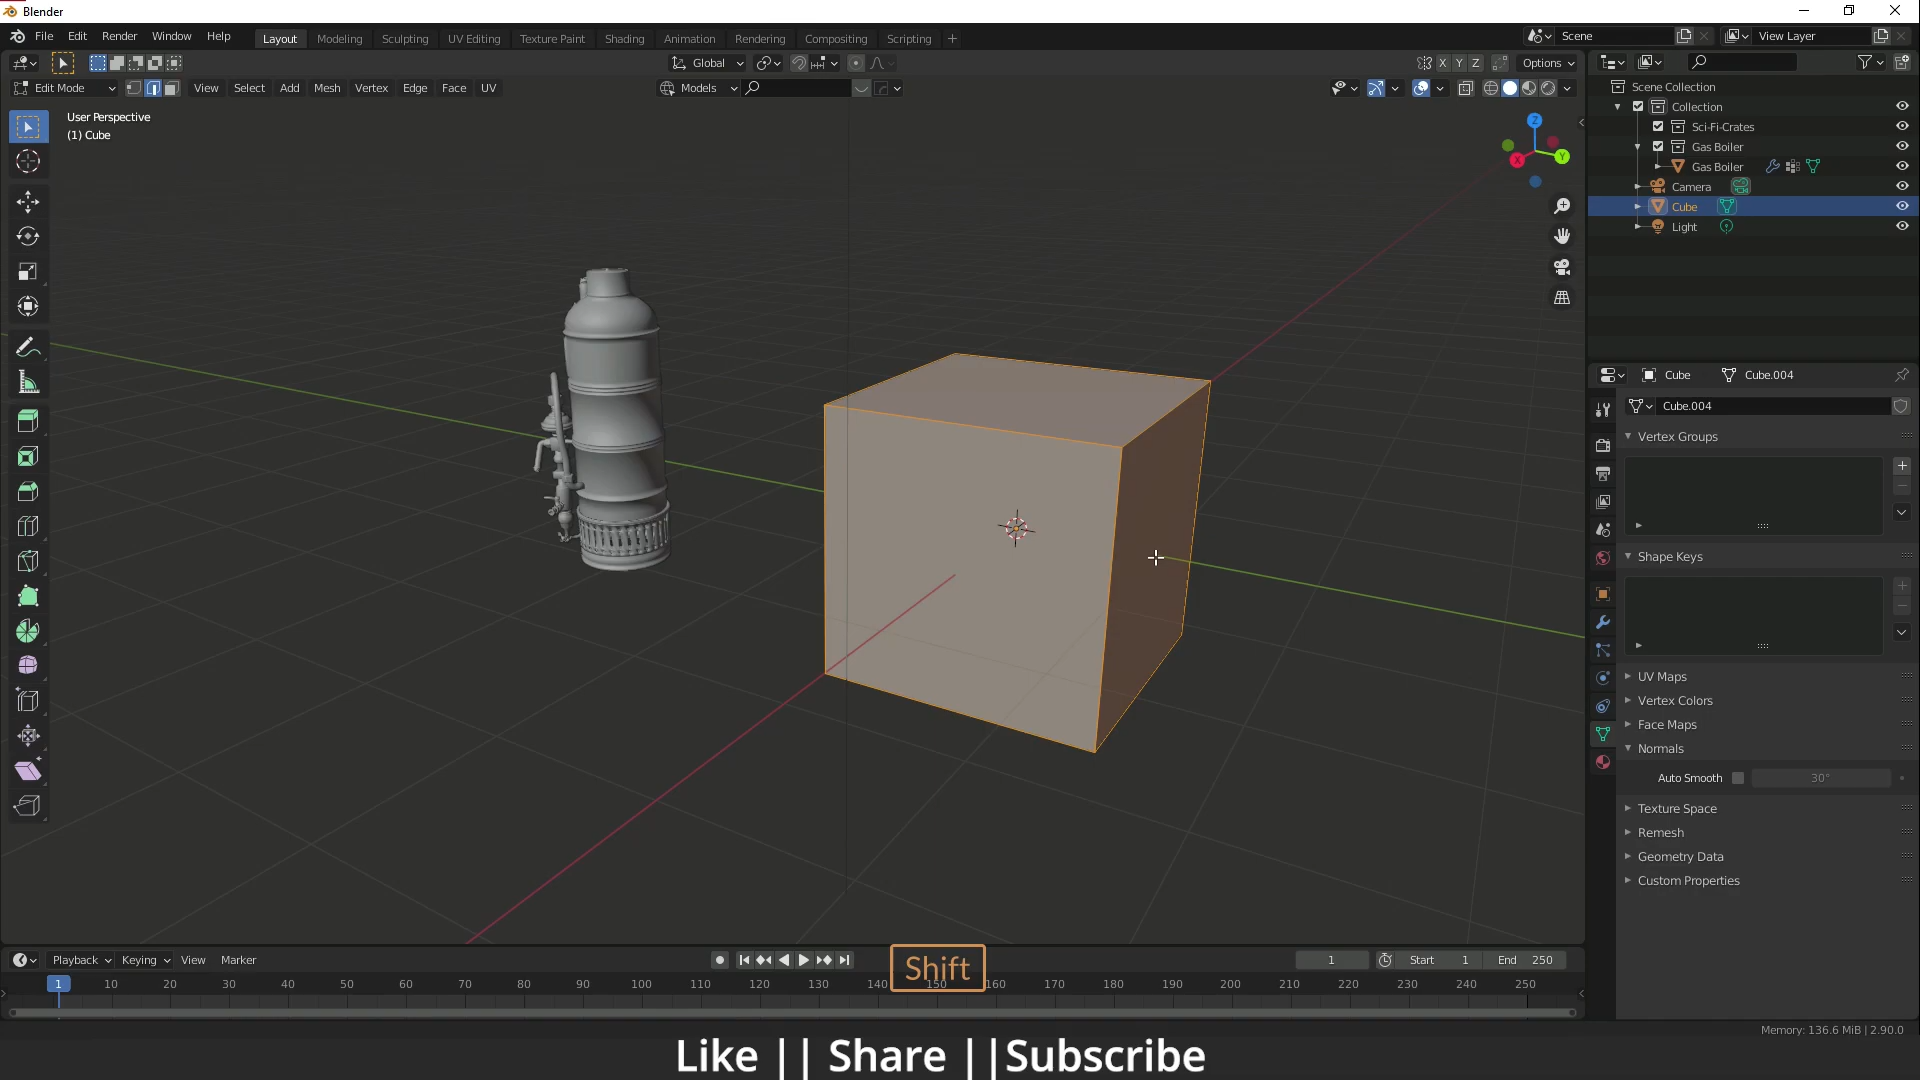 Blender
File Edit Render Window Help
Layout Modeling Sculpting UV Editing Texture Paint Shading Animation Rendering Compositing Scripting +
Scene
View Layer
Global
X Y Z
Options
Edit Mode
View Select Add Mesh Vertex Edge Face UV
Models
User Perspective
(1) Cube
Z
X
Y
Scene Collection
Collection
Sci-Fi-Crates
Gas Boiler
Gas Boiler
Camera
Cube
Light
Cube
Cube.004
Cube.004
Vertex Groups
Shape Keys
UV Maps
Vertex Colors
Face Maps
Normals
Auto Smooth
30°
Texture Space
Remesh
Geometry Data
Custom Properties
Playback Keying View Marker
1
Start 1
End 250
1 10 20 30 40 50 60 70 80 90 100 110 120 130 140 150 160 170 180 190 200 210 220 230 240 250
Shift
Memory: 136.6 MiB | 2.90.0
Like || Share ||Subscribe